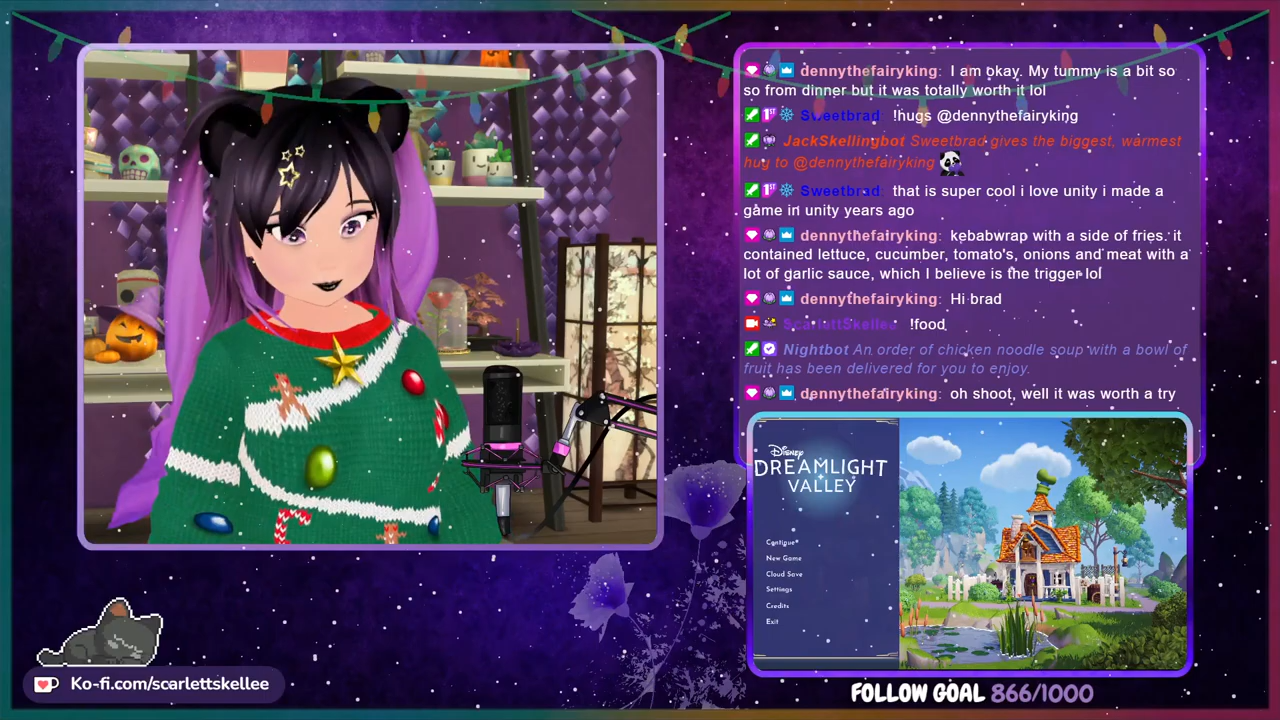 dennythefairyking: I am okay. My tummy is a bit so
so from dinner but it was totally worth it lol
1ST Sweetbrad !hugs @dennythefairyking
JackSkellingbot Sweetbrad gives the biggest, warmest
hug to @dennythefairyking
1ST Sweetbrad that is super cool i love unity i made a
game in unity years ago
dennythefairyking: kebabwrap with a side of fries. it
contained lettuce, cucumber, tomato's, onions and meat with a
lot of garlic sauce, which I believe is the trigger lol
dennythefairyking: Hi brad
ScarlettSkellee !food
Nightbot An order of chicken noodle soup with a bowl of
fruit has been delivered for you to enjoy.
dennythefairyking: oh shoot, well it was worth a try
Disney
DREAMLIGHT
VALLEY
Continue
New Game
Cloud Save
Settings
Credits
Exit
Ko-fi.com/scarlettskellee
FOLLOW GOAL 866/1000